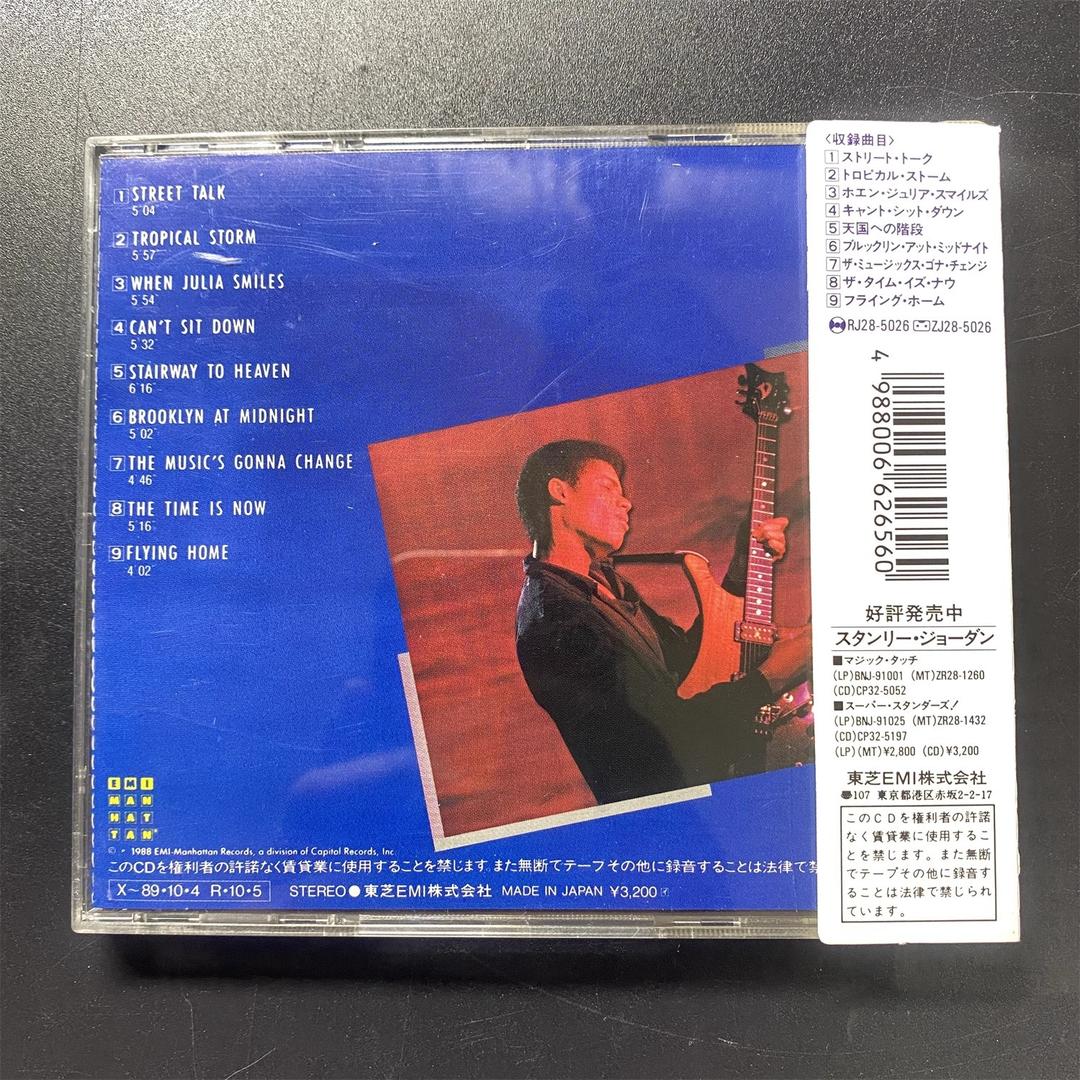 1 STREET TALK
5'04"
2 TROPICAL STORM
5'57"
3 WHEN JULIA SMILES
5'54"
4 CAN'T SIT DOWN
5'32"
5 STAIRWAY TO HEAVEN
6'16"
6 BROOKLYN AT MIDNIGHT
5'02"
7 THE MUSIC'S GONNA CHANGE
4'46"
8 THE TIME IS NOW
5'16"
9 FLYING HOME
4'02"
EMI
MAN
HAT
TAN
1988 EMI-Manhattan Records, a division of Capitol Records, Inc.
このCDを権利者の許諾なく賃貸業に使用することを禁じます。また無断でテープその他に録音することは法律で禁
X~89・10・4 R・10・5 STEREO●東芝EMI株式会社 MADE IN JAPAN ¥3,200
〈収録曲目〉
1 ストリート・トーク
2 トロピカル・ストーム
3 ホエン・ジュリア・スマイルズ
4 キャント・シット・ダウン
5 天国への階段
6 ブルックリン・アット・ミッドナイト
7 ザ・ミュージックス・ゴナ・チェンジ
8 ザ・タイム・イズ・ナウ
9 フライング・ホーム
RJ28-5026 ZJ28-5026
4 988006 626560
好評発売中
スタンリー・ジョーダン
■マジック・タッチ
(LP)BNJ-91001 (MT)ZR28-1260
(CD)CP32-5052
■スーパー・スタンダーズ!
(LP)BNJ-91025 (MT)ZR28-1432
(CD)CP32-5197
(LP)(MT)¥2,800 (CD)¥3,200
東芝EMI株式会社
107 東京都港区赤坂2-2-17
このCDを権利者の許諾
なく賃貸業に使用するこ
とを禁じます。また無断
でテープその他に録音す
ることは法律で禁じられ
ています。